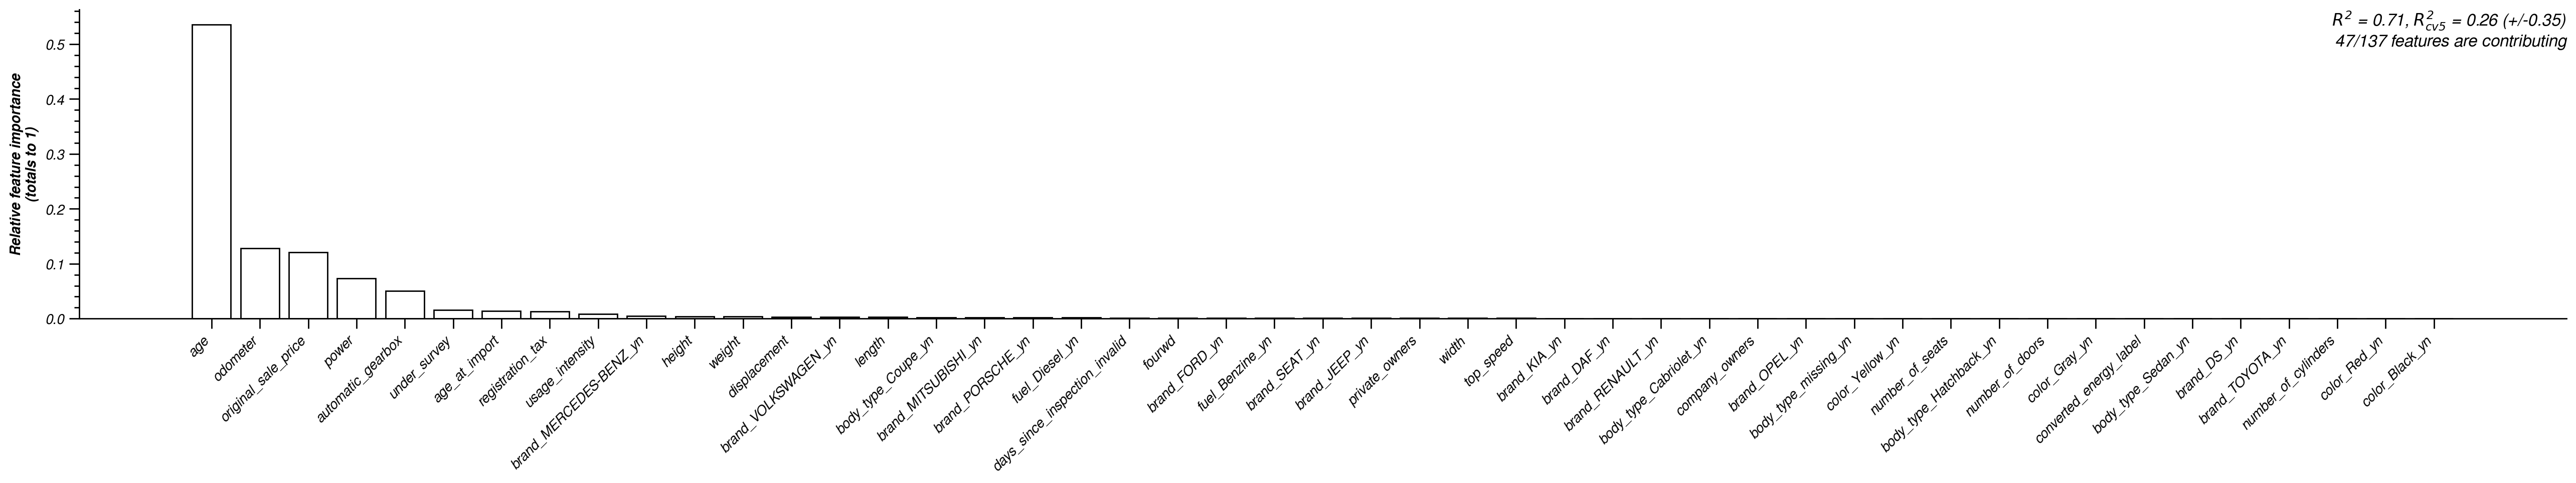 R² = 0.71, R²cv5 = 0.26 (+/-0.35)
47/137 features are contributing
Relative feature importance
(totals to 1)
0.5
0.4
0.3
0.2
0.1
0.0
age
odometer
original_sale_price
power
automatic_gearbox
under_survey
age_at_import
registration_tax
usage_intensity
brand_MERCEDES-BENZ_yn
height
weight
displacement
brand_VOLKSWAGEN_yn
length
body_type_Coupe_yn
brand_MITSUBISHI_yn
brand_PORSCHE_yn
fuel_Diesel_yn
days_since_inspection_invalid
fourwd
brand_FORD_yn
fuel_Benzine_yn
brand_SEAT_yn
brand_JEEP_yn
private_owners
width
top_speed
brand_KIA_yn
brand_DAF_yn
brand_RENAULT_yn
body_type_Cabriolet_yn
company_owners
brand_OPEL_yn
body_type_missing_yn
color_Yellow_yn
number_of_seats
body_type_Hatchback_yn
number_of_doors
color_Gray_yn
converted_energy_label
body_type_Sedan_yn
brand_DS_yn
brand_TOYOTA_yn
number_of_cylinders
color_Red_yn
color_Black_yn